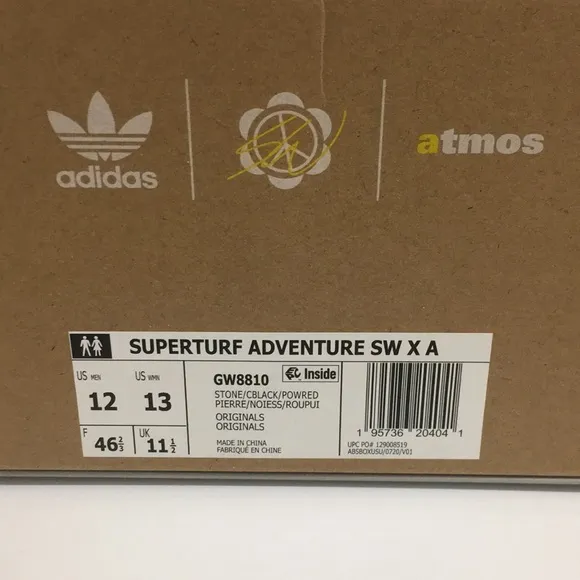 adidas
SW
atmos
SUPERTURF ADVENTURE SW X A
US MEN
12
US WMN
13
F
46 2/3
UK
11 1/2
GW8810
Inside
STONE/CBLACK/POWRED
PIERRE/NOIESS/ROUPUI
ORIGINALS
ORIGINALS
MADE IN CHINA
FABRIQUÉ EN CHINE
1 95736 20404 1
UPC PO# 129008519
ABSBOXUSU/0720/V01